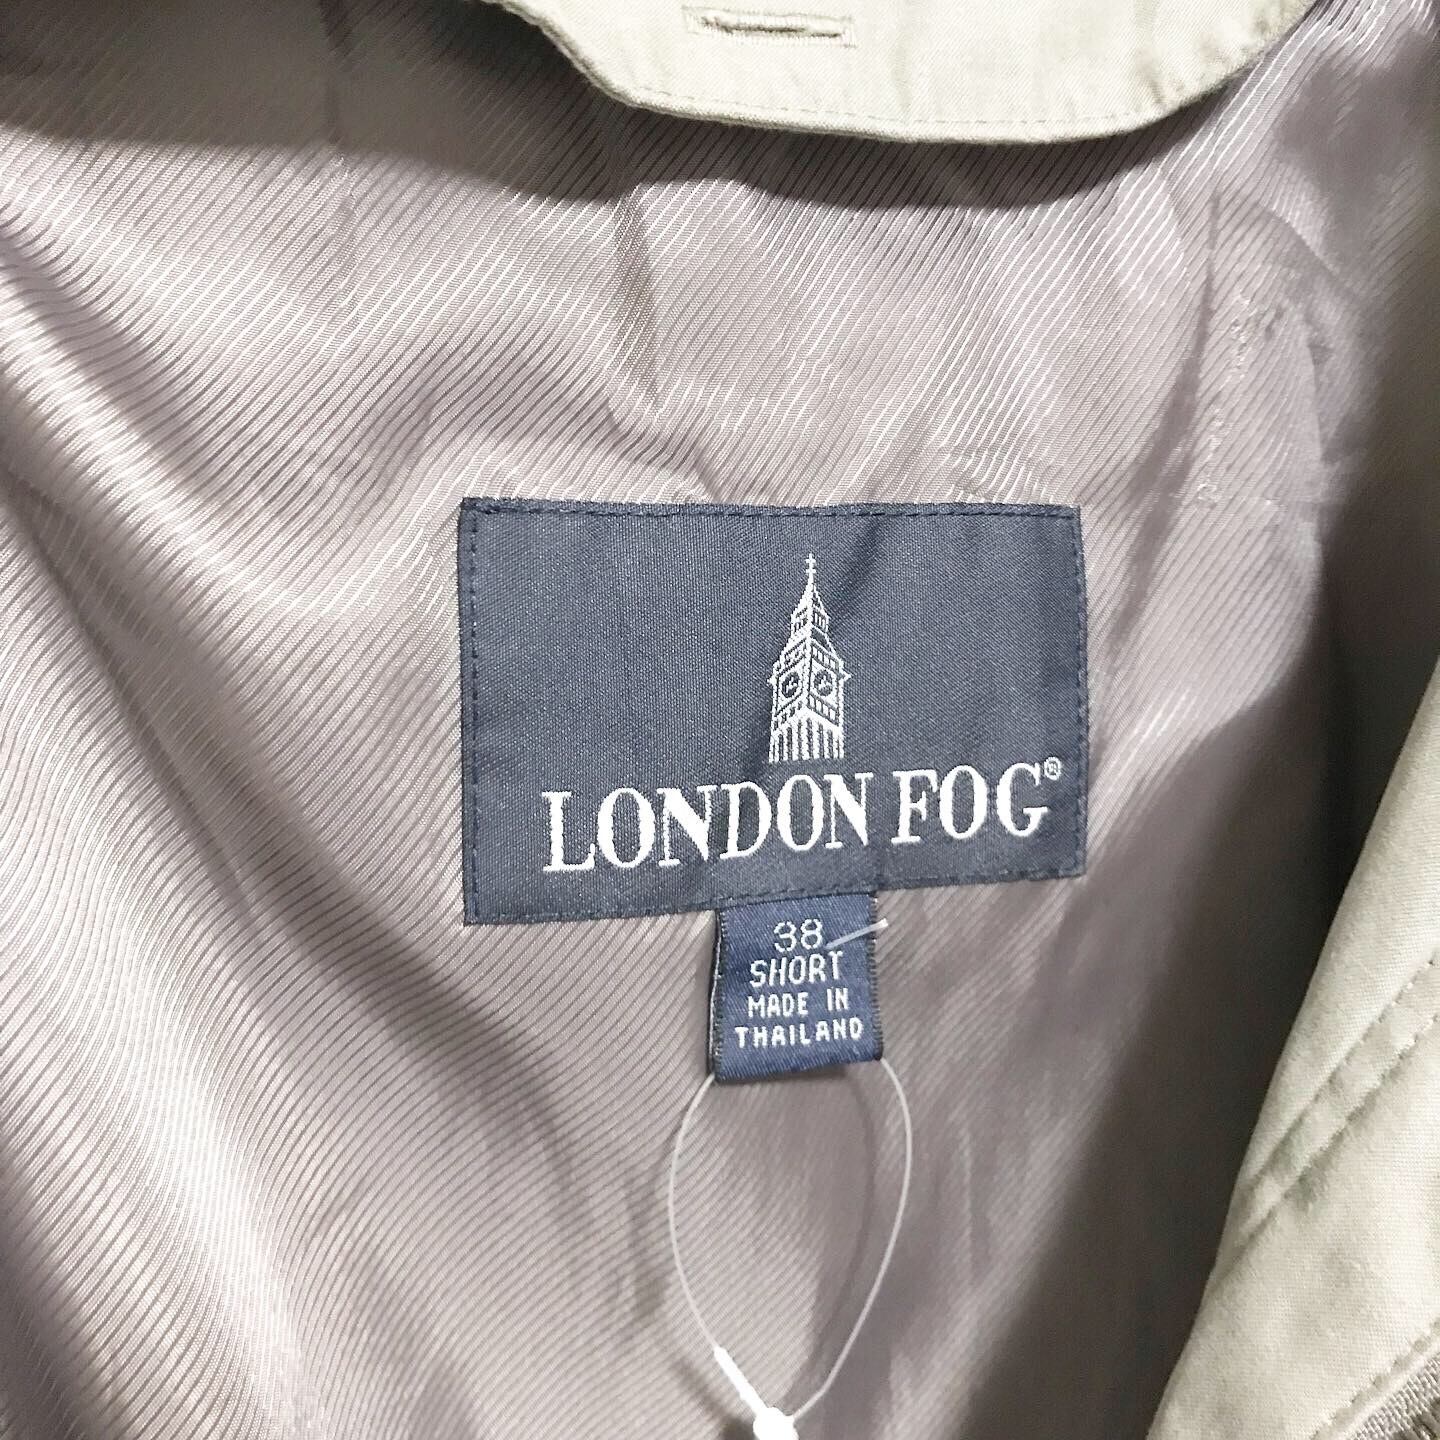 LONDON FOG®
38
SHORT
MADE IN
THAILAND